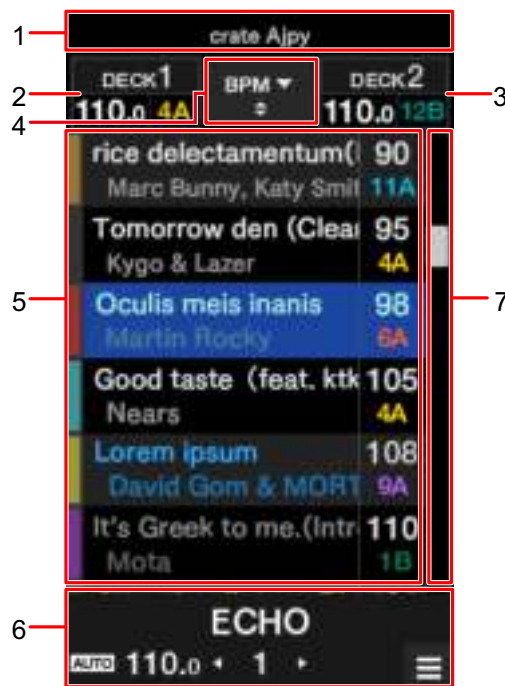 1
crate Ajpy
2
DECK1
110.0 4A
4
BPM
DECK2
110.0 12B
3
5
rice delectamentum( 90
Marc Bunny, Katy Smit 11A
Tomorrow den (Clear 95
Kygo & Lazer 4A
Oculis meis inanis 98
Martin Rocky 6A
Good taste (feat. ktk 105
Nears 4A
Lorem ipsum 108
David Gom & MORT 9A
It's Greek to me.(Intr 110
Mota 1B
7
6
ECHO
AUTO 110.0 1